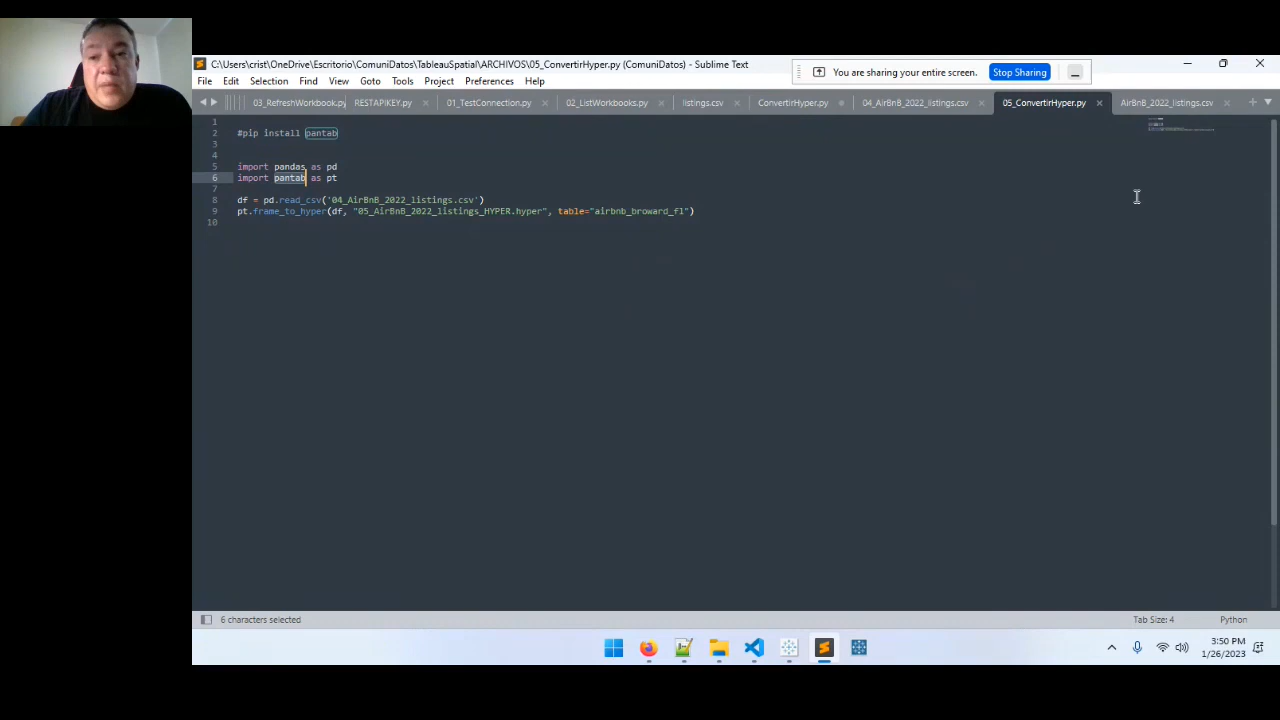 C:\Users\crist\OneDrive\Escritorio\ComuniDatos\TableauSpatial\ARCHIVOS\05_ConvertirHyper.py (ComuniDatos) - Sublime Text
You are sharing your entire screen.
Stop Sharing
File Edit Selection Find View Goto Tools Project Preferences Help
03_RefreshWorkbook.py RESTAPIKEY.py 01_TestConnection.py 02_ListWorkbooks.py listings.csv ConvertirHyper.py 04_AirBnB_2022_listings.csv 05_ConvertirHyper.py AirBnB_2022_listings.csv
1
2 #pip install pantab
3
4
5 import pandas as pd
6 import pantab as pt
7
8 df = pd.read_csv('04_AirBnB_2022_listings.csv')
9 pt.frame_to_hyper(df, "05_AirBnB_2022_listings_HYPER.hyper", table="airbnb_broward_fl")
10
6 characters selected
Tab Size: 4
Python
3:50 PM
1/26/2023